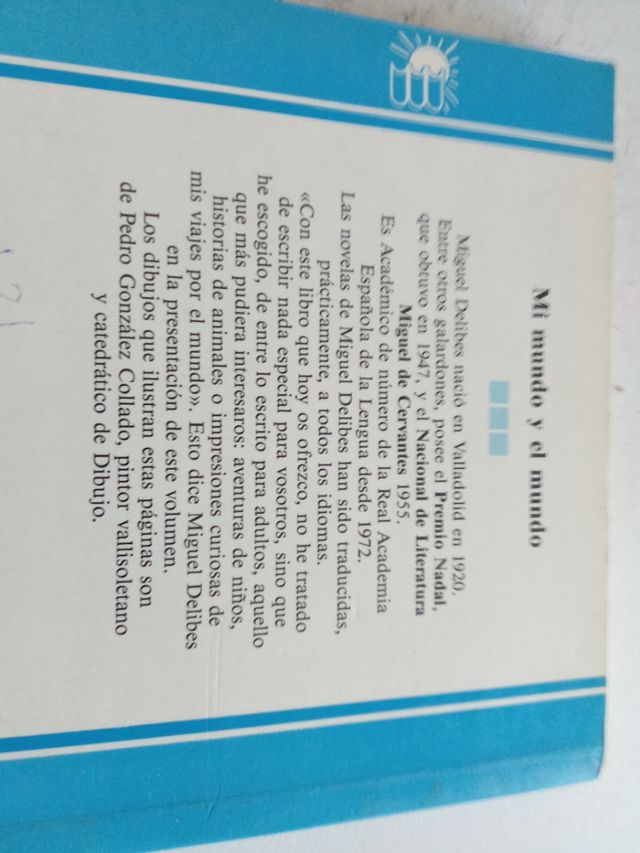 Mi mundo y el mundo
Miguel Delibes nació en Valladolid en 1920.
Entre otros galardones, posee el Premio Nadal,
que obtuvo en 1947, y el Nacional de Literatura
Miguel de Cervantes 1955.
Es Académico de número de la Real Academia
Española de la Lengua desde 1972.
Las novelas de Miguel Delibes han sido traducidas,
prácticamente, a todos los idiomas.
«Con este libro que hoy os ofrezco, no he tratado
de escribir nada especial para vosotros, sino que
he escogido, de entre lo escrito para adultos, aquello
que más pudiera interesaros: aventuras de niños,
historias de animales o impresiones curiosas de
mis viajes por el mundo». Esto dice Miguel Delibes
en la presentación de este volumen.
Los dibujos que ilustran estas páginas son
de Pedro González Collado, pintor vallisoletano
y catedrático de Dibujo.